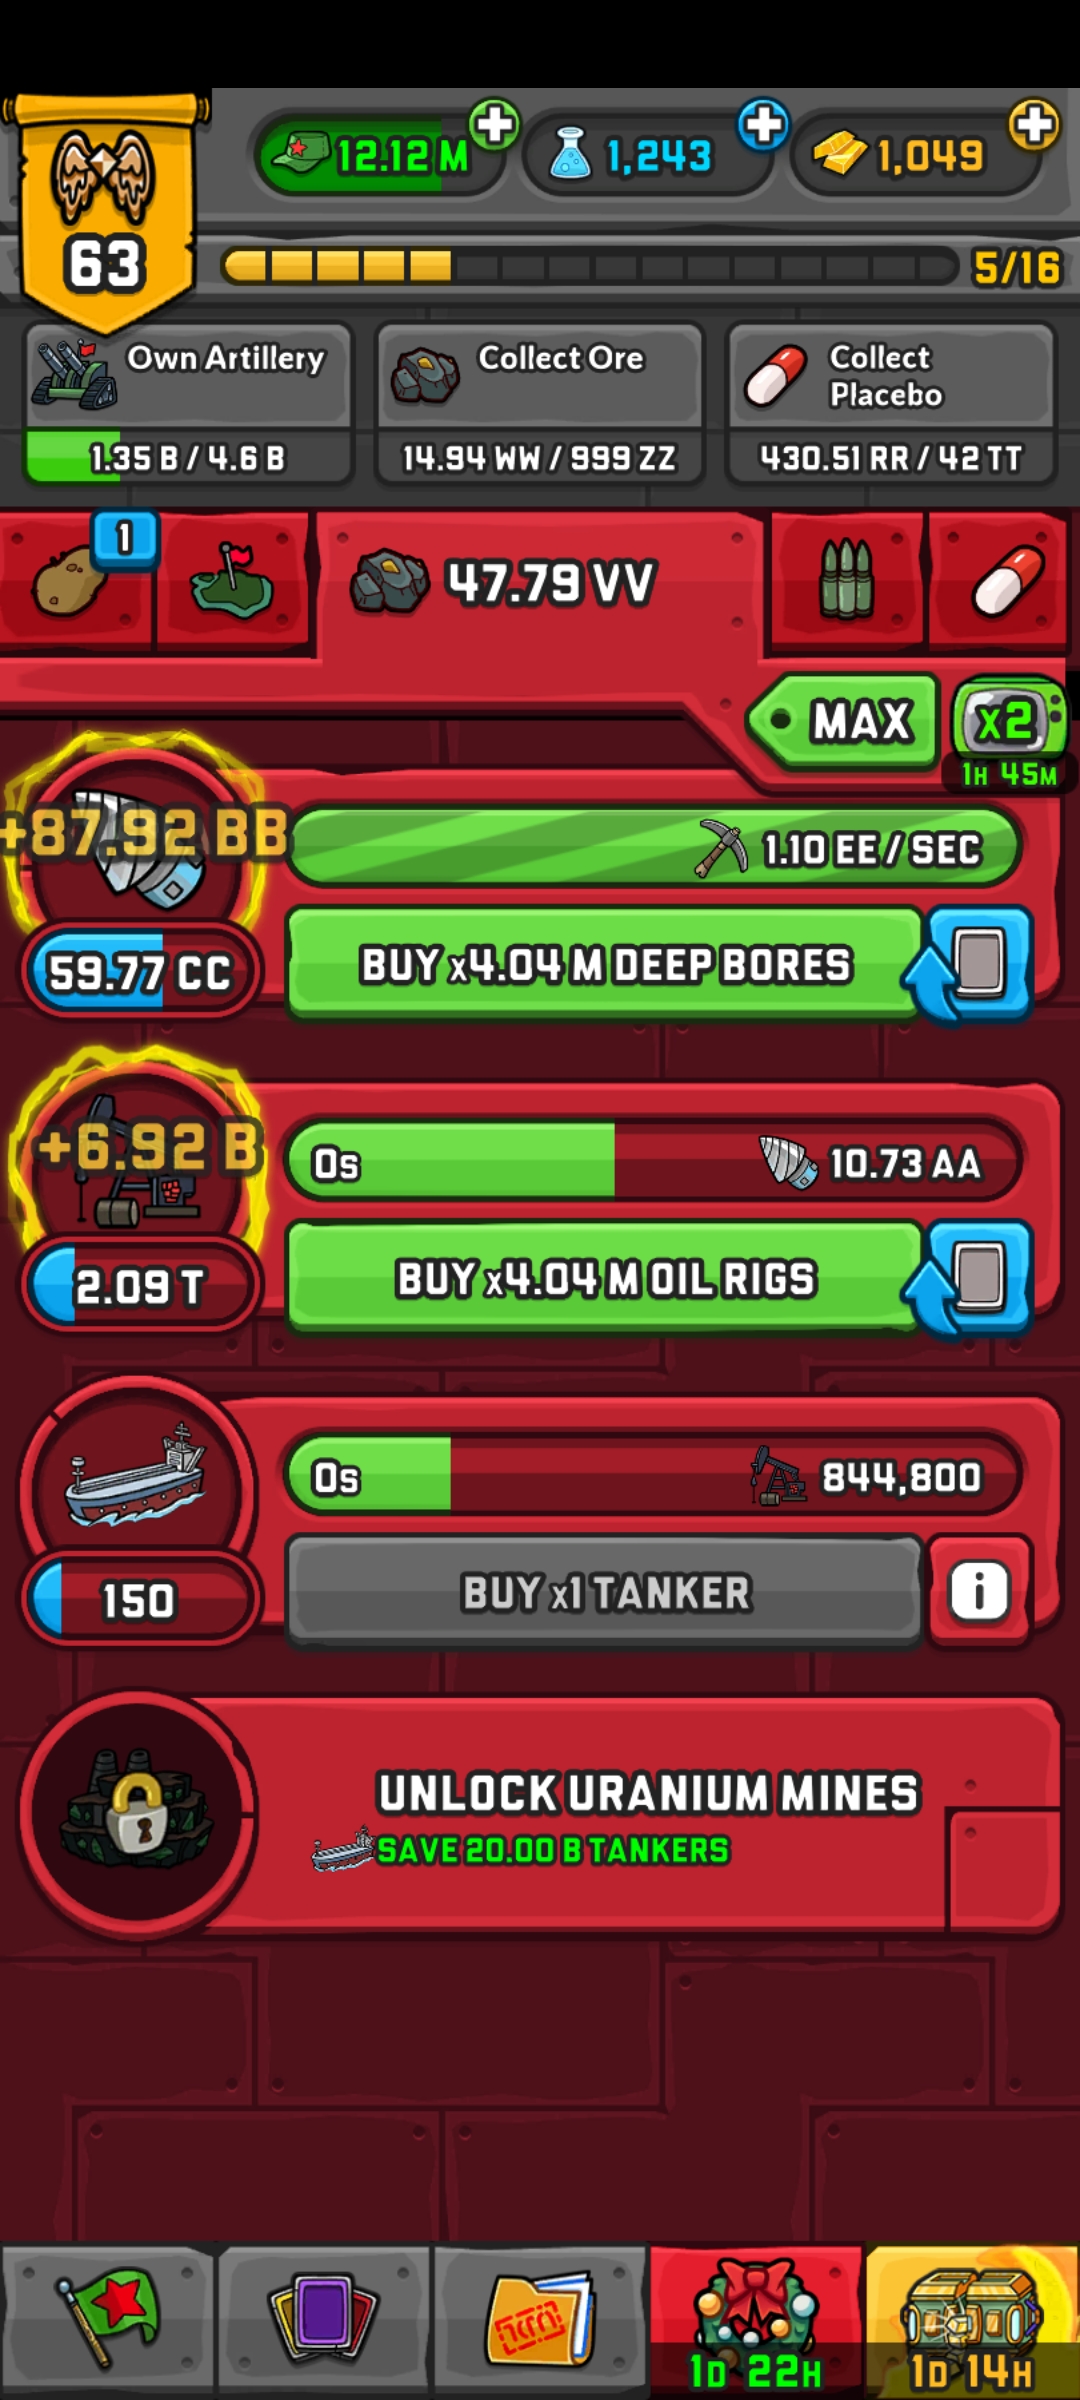 12.12 M
1,243
1,049
63
5/16
Own Artillery
1.35 B / 4.6 B
Collect Ore
14.94 WW / 999 ZZ
Collect
Placebo
430.51 RR / 42 TT
1
47.79 VV
MAX
x2
1H 45M
+87.92 BB
1.10 EE / SEC
59.77 CC
BUY x4.04 M DEEP BORES
+6.92 B
0s
10.73 AA
2.09 T
BUY x4.04 M OIL RIGS
0s
844,800
150
BUY x1 TANKER
i
UNLOCK URANIUM MINES
SAVE 20.00 B TANKERS
1D 22H
1D 14H